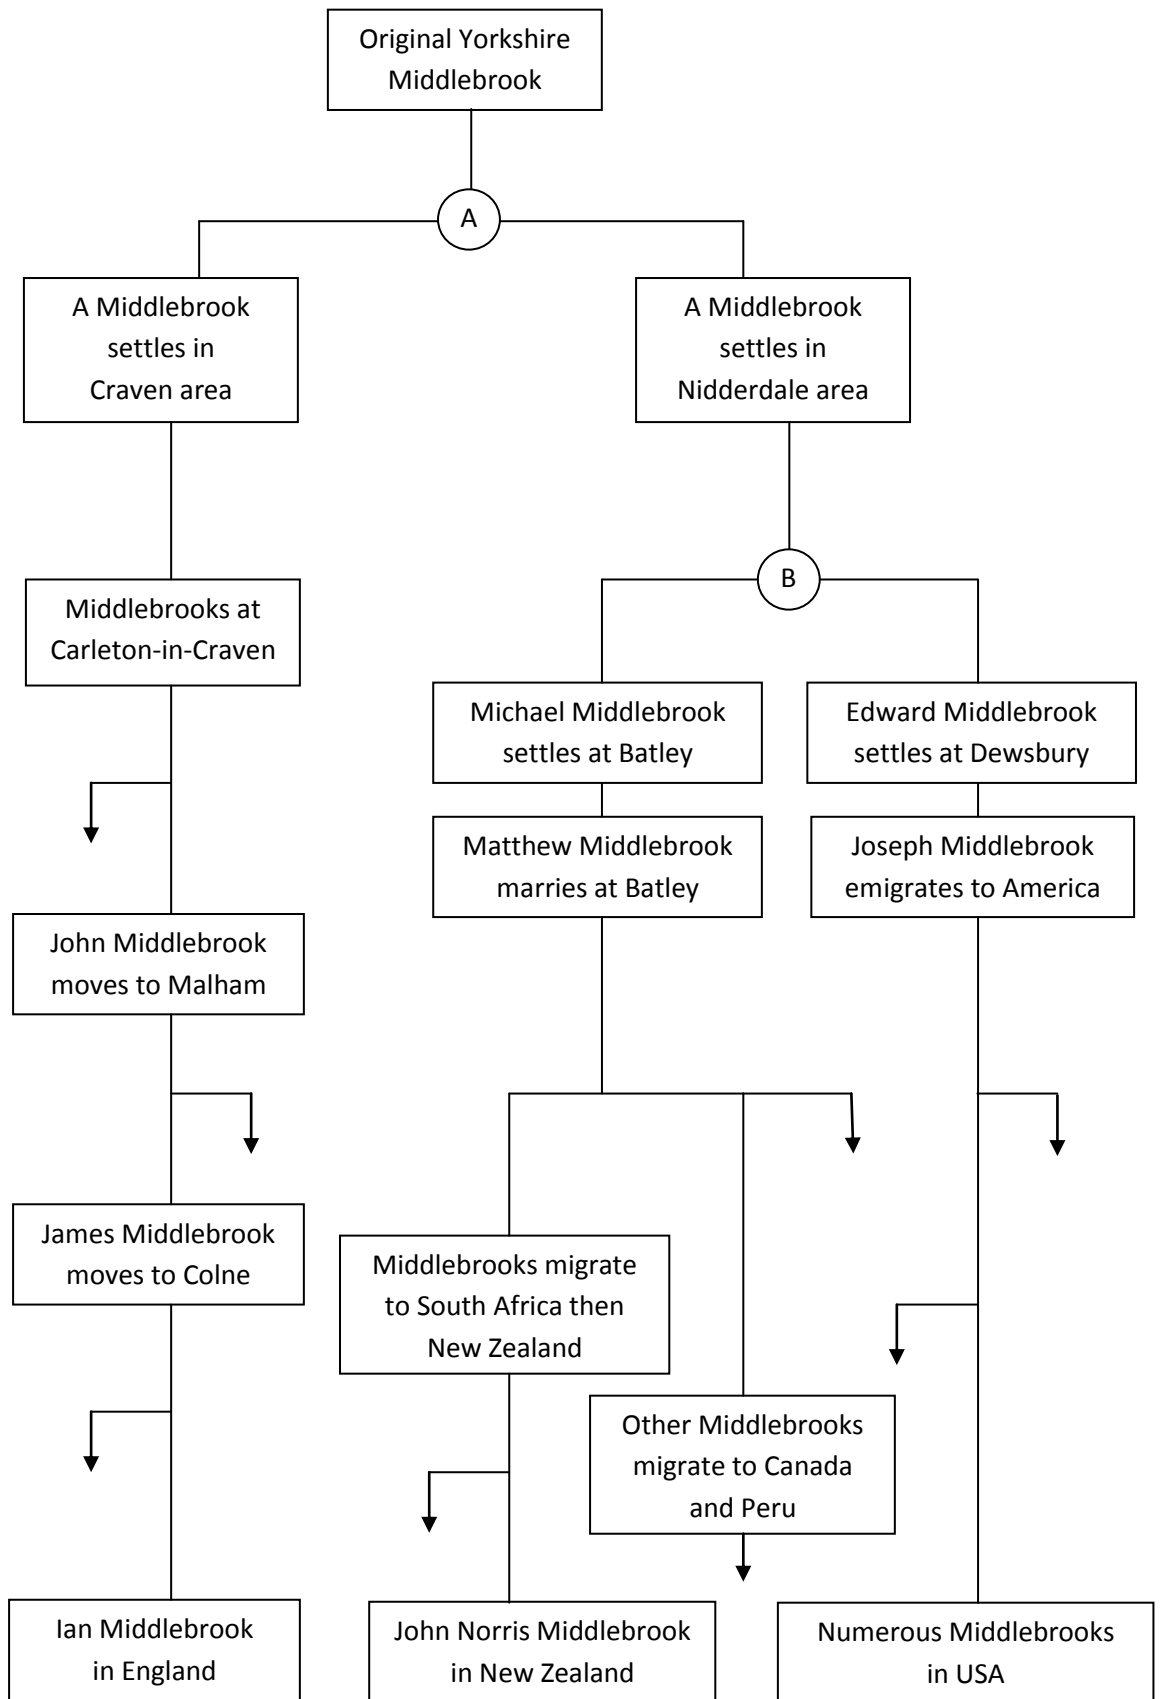 Original Yorkshire
Middlebrook
A
A Middlebrook
settles in
Craven area
A Middlebrook
settles in
Nidderdale area
B
Middlebrooks at
Carleton-in-Craven
Michael Middlebrook
settles at Batley
Edward Middlebrook
settles at Dewsbury
Matthew Middlebrook
marries at Batley
Joseph Middlebrook
emigrates to America
John Middlebrook
moves to Malham
James Middlebrook
moves to Colne
Middlebrooks migrate
to South Africa then
New Zealand
Other Middlebrooks
migrate to Canada
and Peru
Ian Middlebrook
in England
John Norris Middlebrook
in New Zealand
Numerous Middlebrooks
in USA